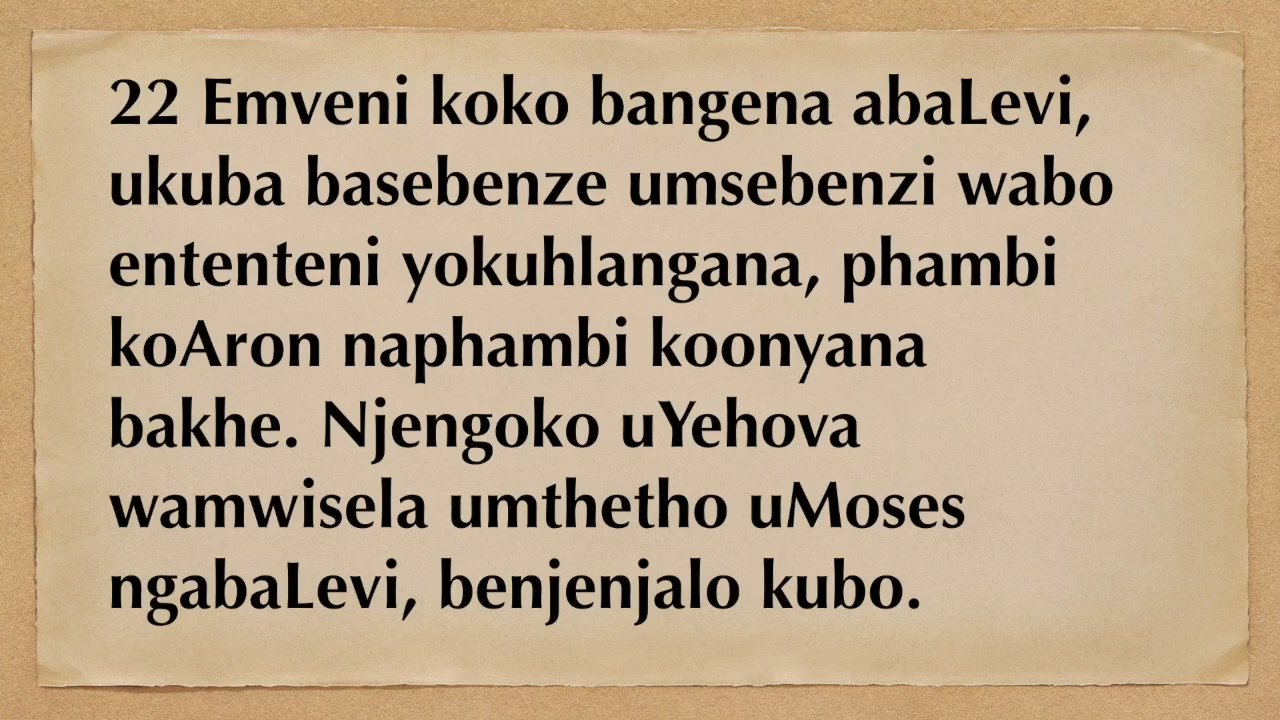 22 Emveni koko bangena abaLevi,
ukuba basebenze umsebenzi wabo
ententeni yokuhlangana, phambi
koAron naphambi koonyana
bakhe. Njengoko uYehova
wamwisela umthetho uMoses
ngabaLevi, benjenjalo kubo.